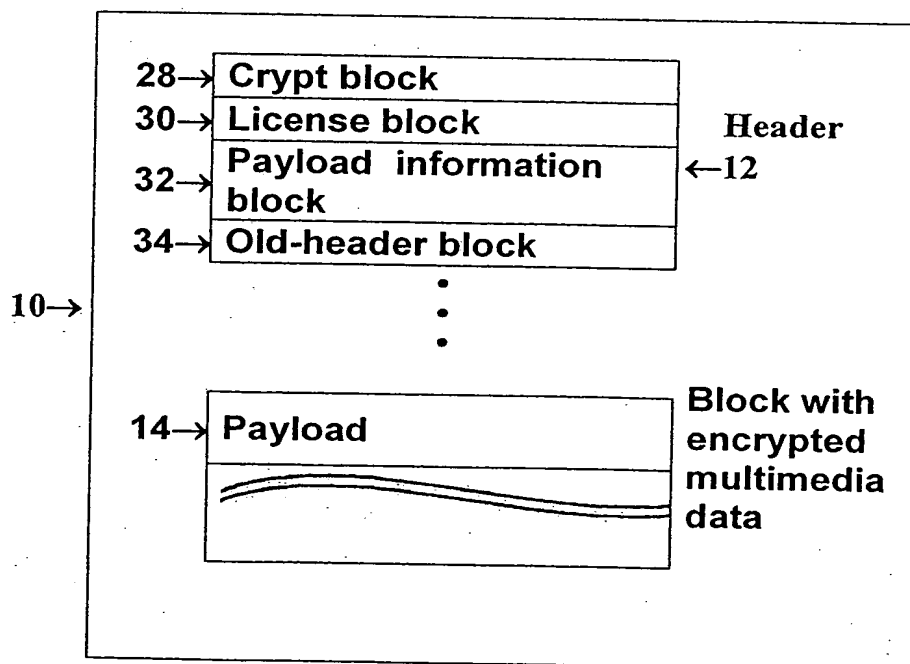 28→ Crypt block
30→ License block
Header
32→ Payload information block
←12
34→ Old-header block
10→
14→ Payload
Block with
encrypted
multimedia
data